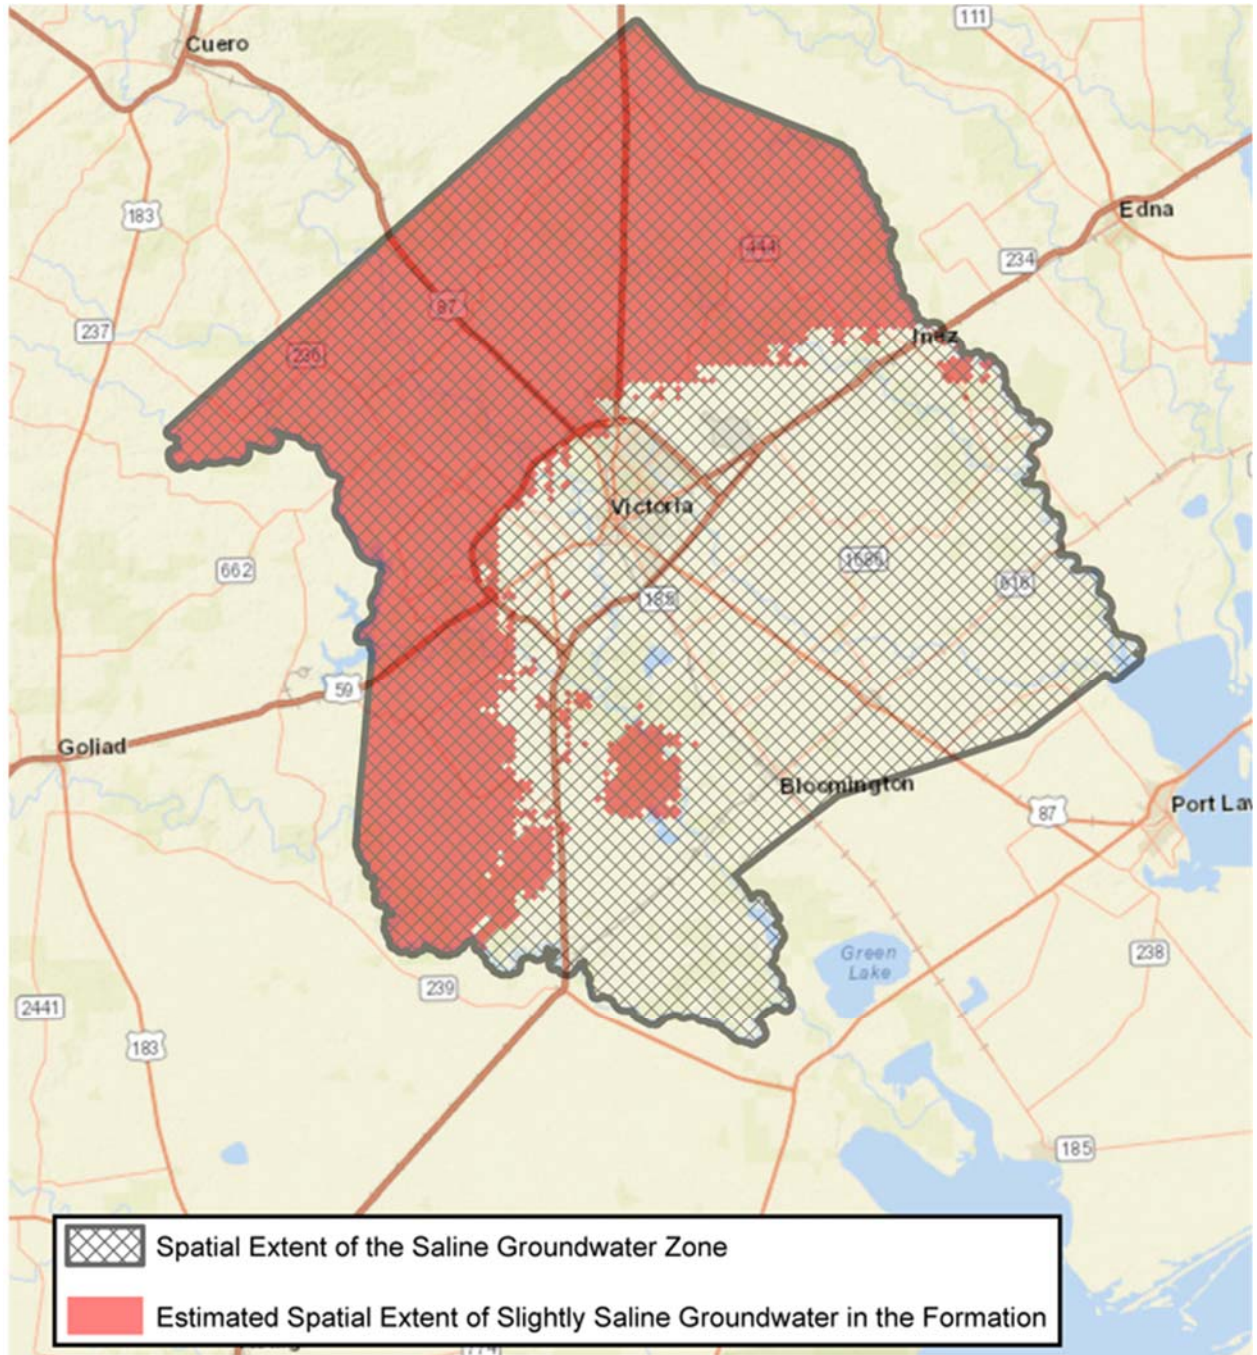 111
Cuero
183
Edna
444
234
87
237
236
Inez
Victoria
1686
616
662
185
59
Goliad
Bloomington
87
Port Lav
Green
Lake
238
239
2441
183
185
Spatial Extent of the Saline Groundwater Zone
Estimated Spatial Extent of Slightly Saline Groundwater in the Formation
774